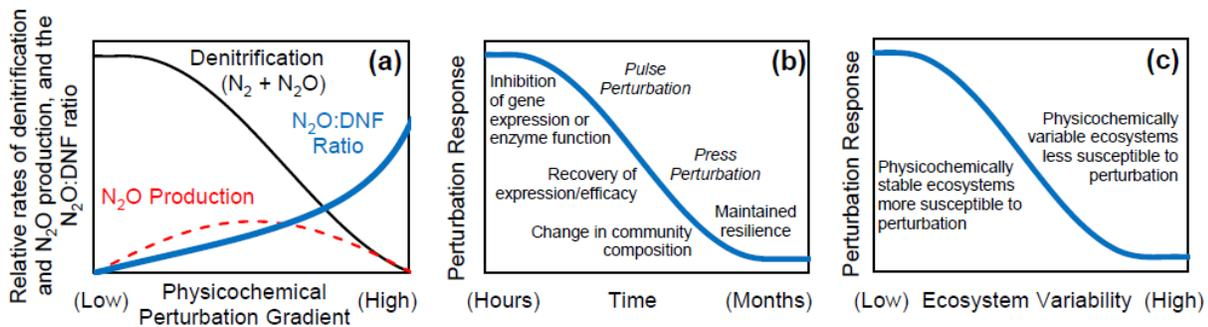 Relative rates of denitrification
and N₂O production, and the
N₂O:DNF ratio
(a)
Denitrification
(N₂ + N₂O)
N₂O:DNF
Ratio
N₂O Production
(Low)
Physicochemical
Perturbation Gradient
(High)
Perturbation Response
(b)
Pulse
Perturbation
Inhibition
of gene
expression or
enzyme function
Press
Perturbation
Recovery of
expression/efficacy
Maintained
resilience
Change in community
composition
(Hours)
Time
(Months)
Perturbation Response
(c)
Physicochemically
variable ecosystems
less susceptible to
perturbation
Physicochemically
stable ecosystems
more susceptible to
perturbation
(Low)
Ecosystem Variability
(High)